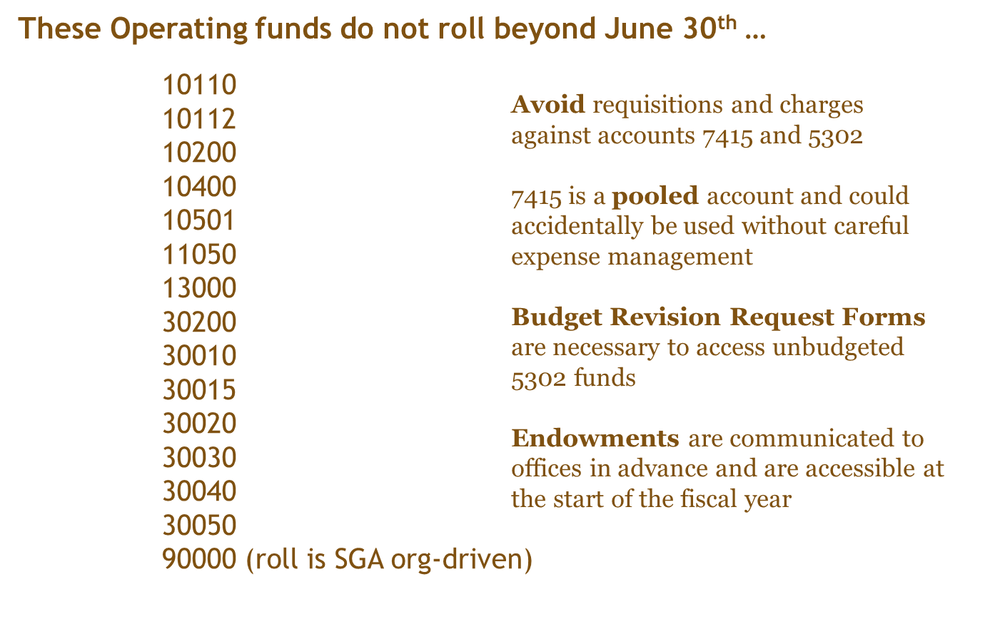 These Operating funds do not roll beyond June 30th …
10110
10112
10200
10400
10501
11050
13000
30200
30010
30015
30020
30030
30040
30050
90000 (roll is SGA org-driven)
Avoid requisitions and charges
against accounts 7415 and 5302
7415 is a pooled account and could
accidentally be used without careful
expense management
Budget Revision Request Forms
are necessary to access unbudgeted
5302 funds
Endowments are communicated to
offices in advance and are accessible at
the start of the fiscal year